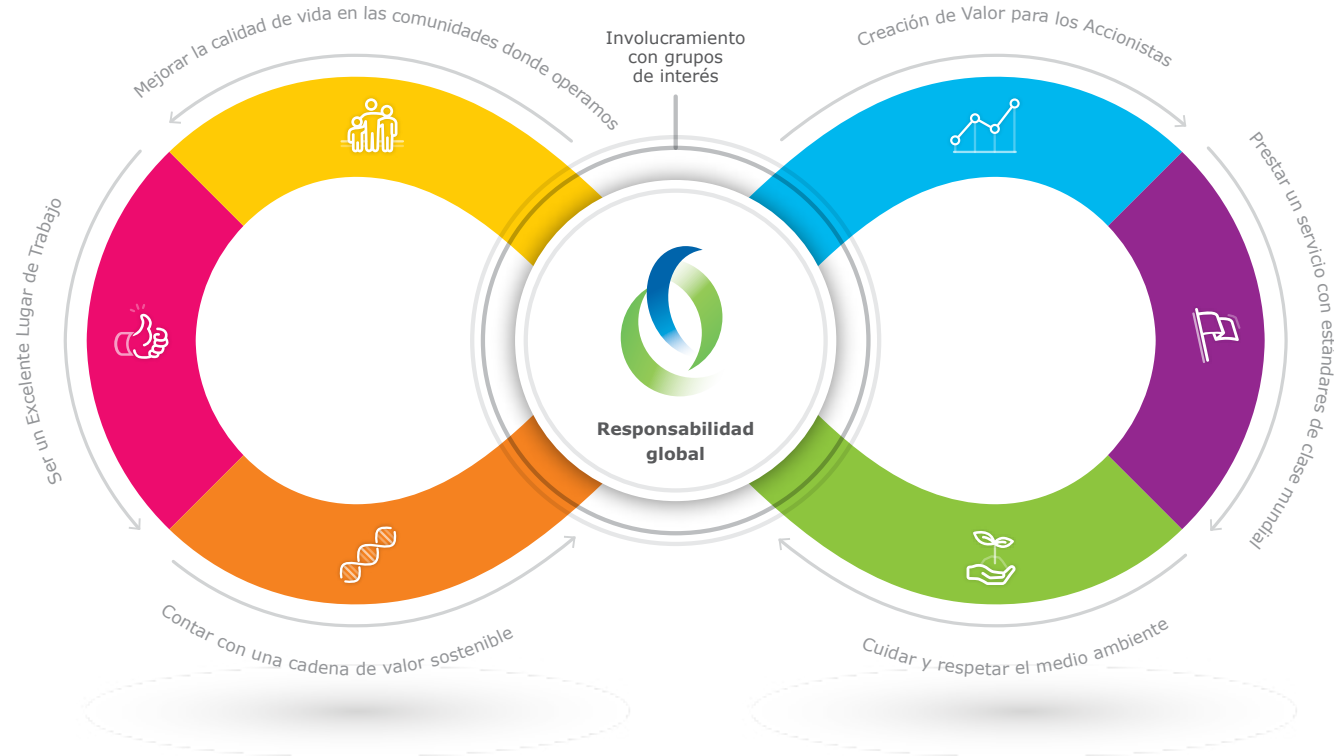 Mejorar la calidad de vida en las comunidades donde operamos
Involucramiento
con grupos
de interés
Creación de Valor para los Accionistas
Ser un Excelente Lugar de Trabajo
Prestar un servicio con estándares de clase mundial
Responsabilidad
global
Contar con una cadena de valor sostenible
Cuidar y respetar el medio ambiente